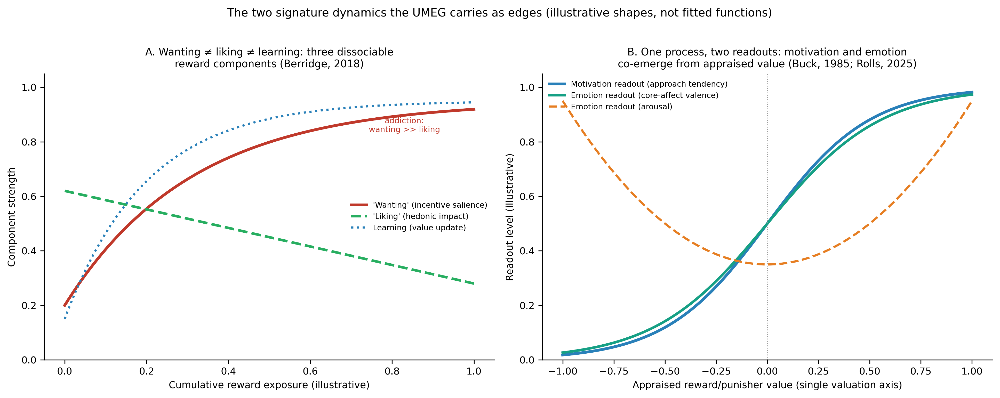 The two signature dynamics the UMEG carries as edges (illustrative shapes, not fitted functions)
A. Wanting ≠ liking ≠ learning: three dissociable
reward components (Berridge, 2018)
Component strength
1.0
0.8
0.6
0.4
0.2
0.0
addiction:
wanting >> liking
'Wanting' (incentive salience)
'Liking' (hedonic impact)
Learning (value update)
0.0 0.2 0.4 0.6 0.8 1.0
Cumulative reward exposure (illustrative)
B. One process, two readouts: motivation and emotion
co-emerge from appraised value (Buck, 1985; Rolls, 2025)
Readout level (illustrative)
1.0
0.8
0.6
0.4
0.2
0.0
Motivation readout (approach tendency)
Emotion readout (core-affect valence)
Emotion readout (arousal)
−1.00 −0.75 −0.50 −0.25 0.00 0.25 0.50 0.75 1.00
Appraised reward/punisher value (single valuation axis)